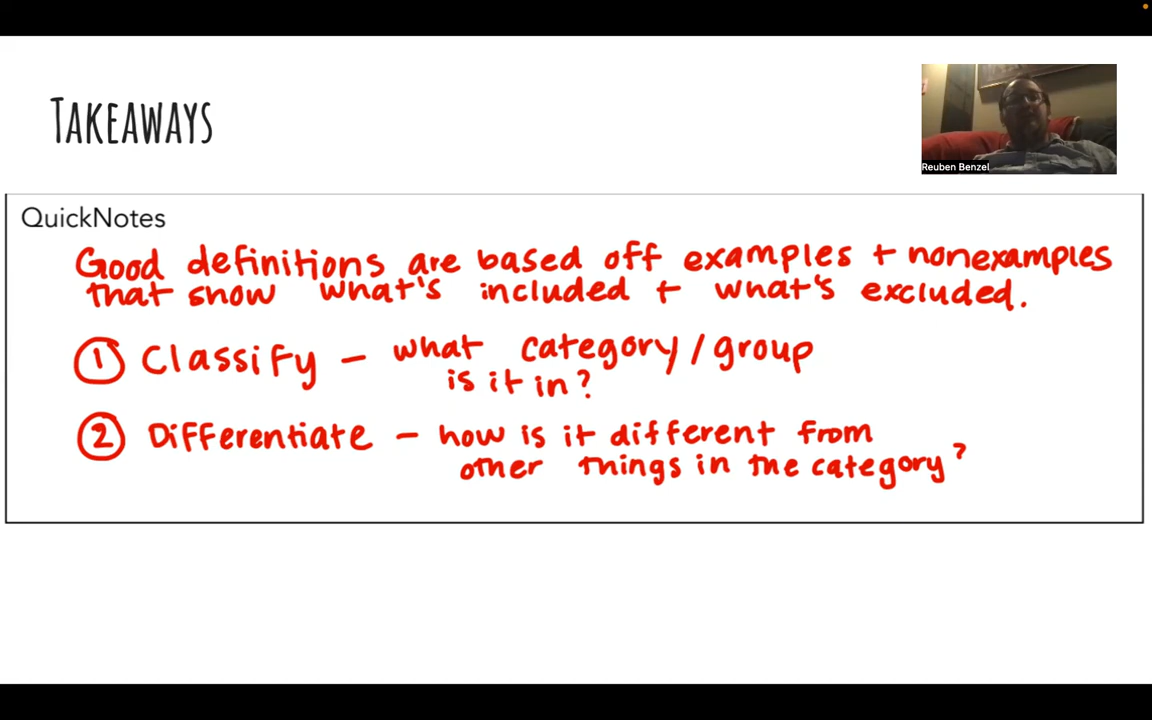 TAKEAWAYS
Reuben Benzel
QuickNotes
Good definitions are based off examples + nonexamples
that show what's included + what's excluded.
① Classify – what category/group
is it in?
② Differentiate – how is it different from
other things in the category?